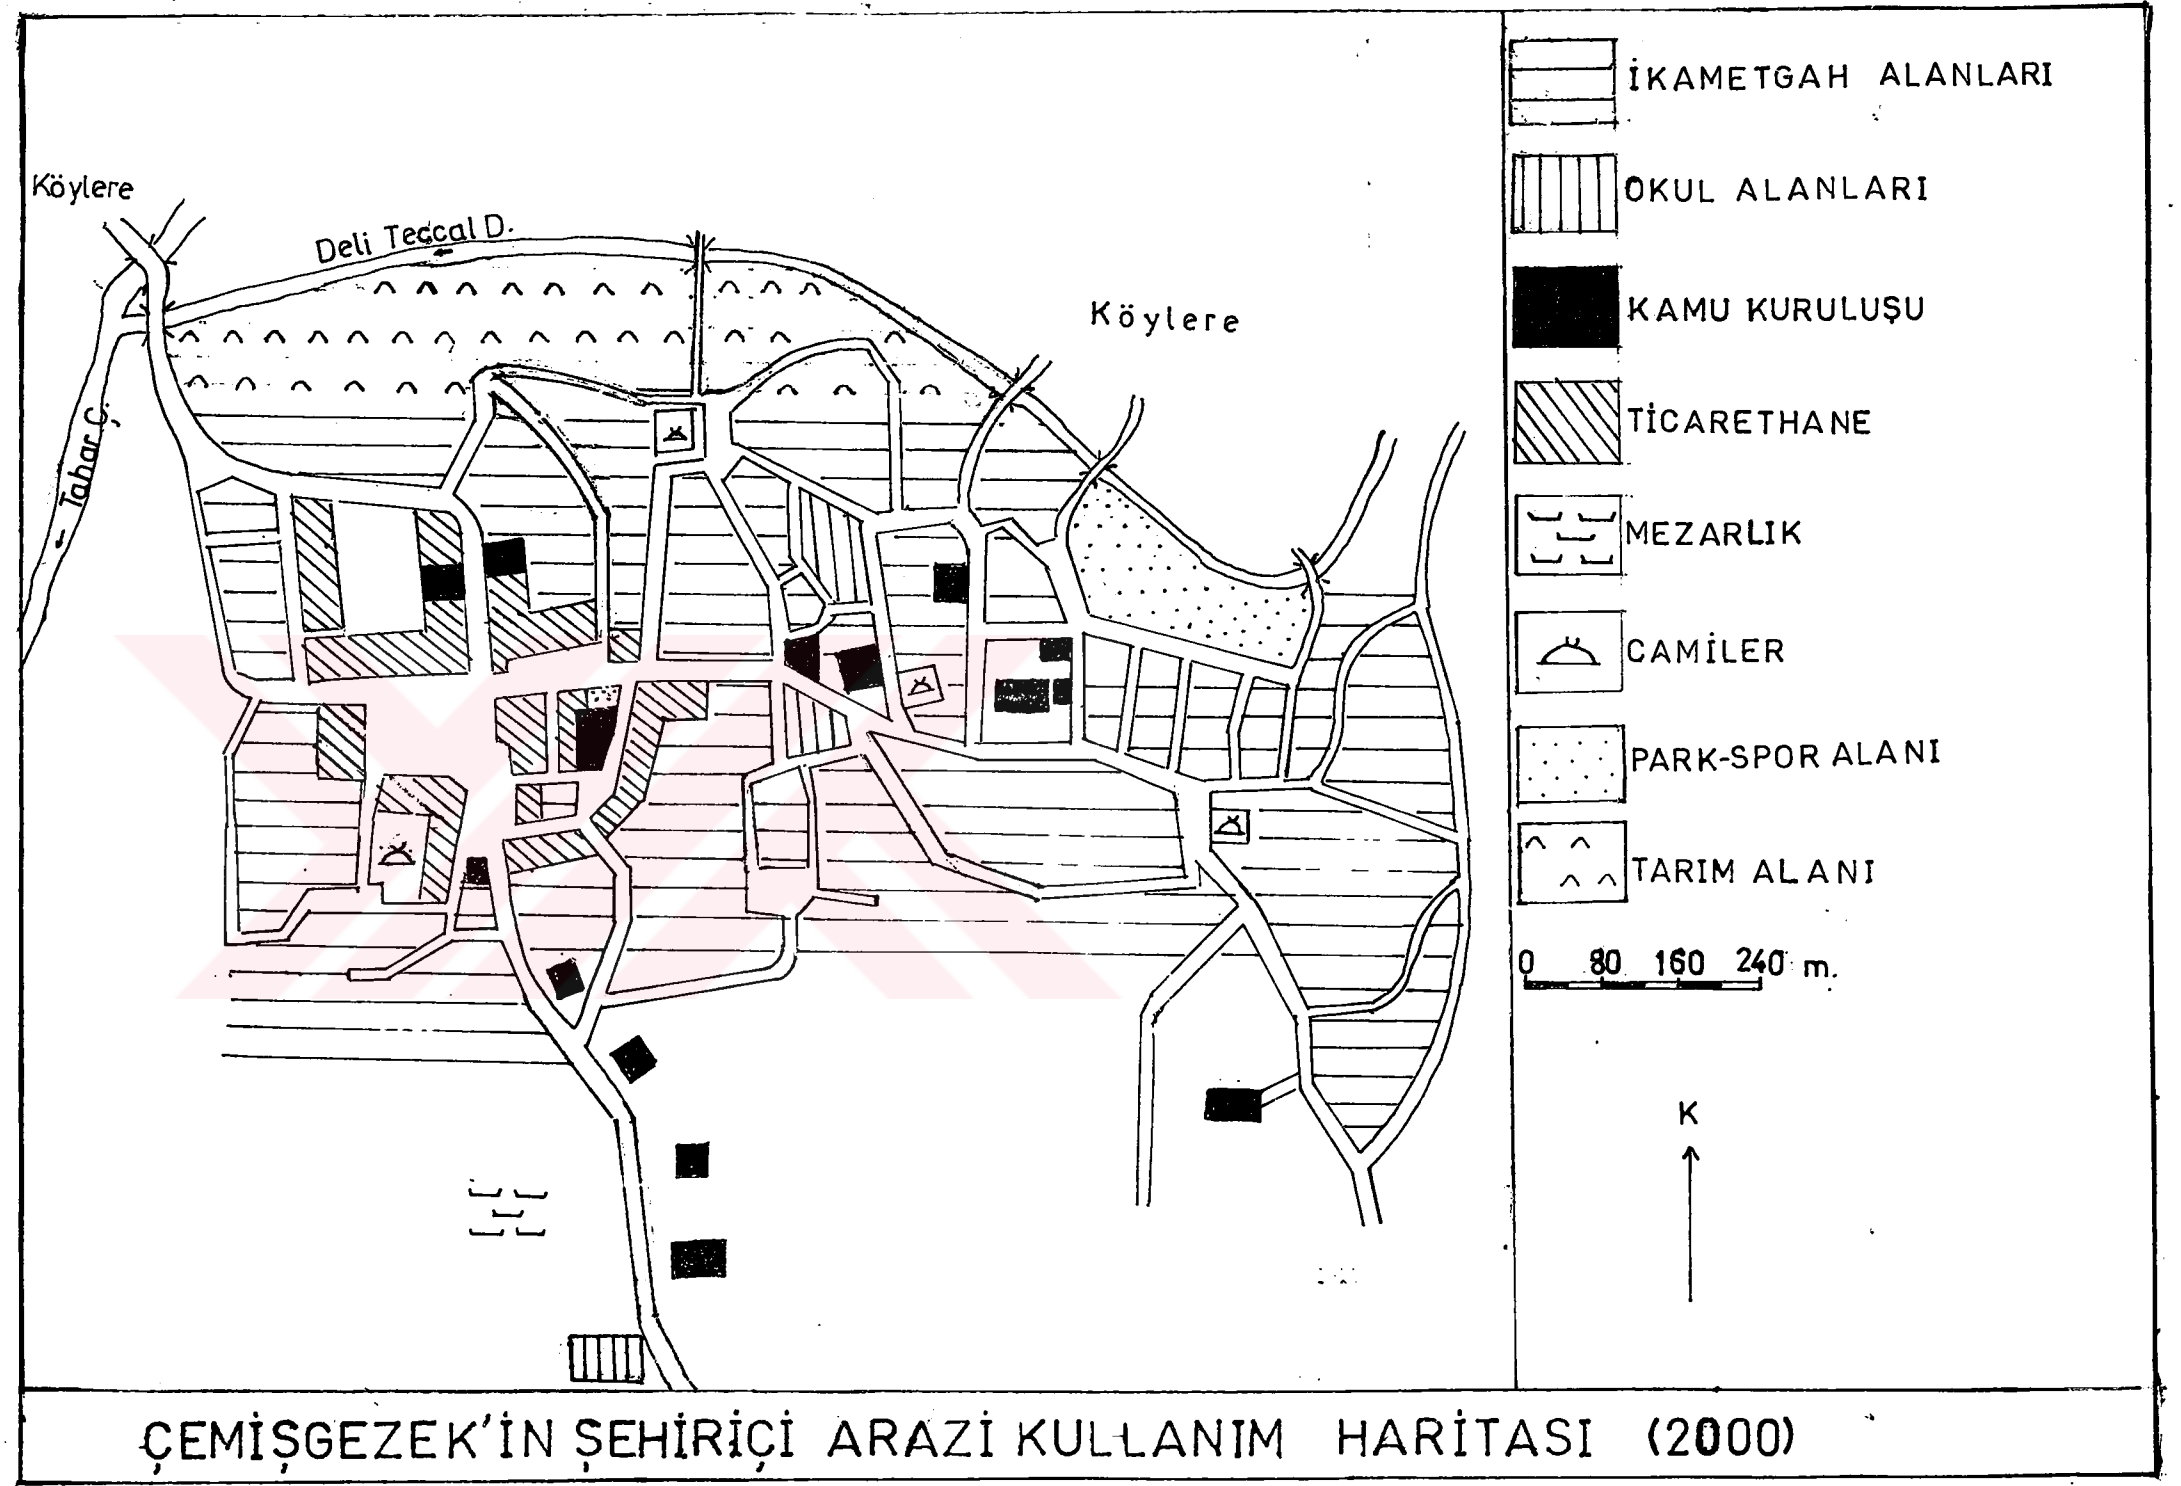 Köylere
Deli Teccal D.
Tahar Ç.
Köylere
İKAMETGAH ALANLARI
OKUL ALANLARI
KAMU KURULUŞU
TİCARETHANE
MEZARLIK
CAMİLER
PARK-SPOR ALANI
TARIM ALANI
0 80 160 240 m.
K
ÇEMİŞGEZEK'İN ŞEHİRİÇİ ARAZİ KULLANIM HARİTASI (2000)